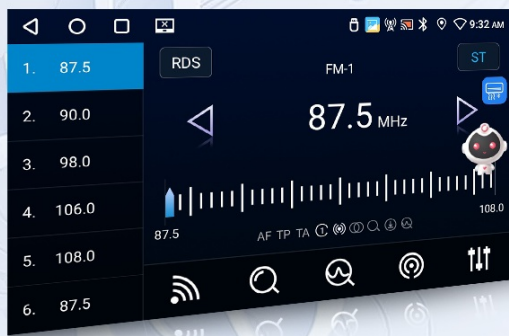 9:32 AM
1. 87.5
2. 90.0
3. 98.0
4. 106.0
5. 108.0
6. 87.5
RDS
FM-1
ST
87.5 MHz
87.5
108.0
AF TP TA